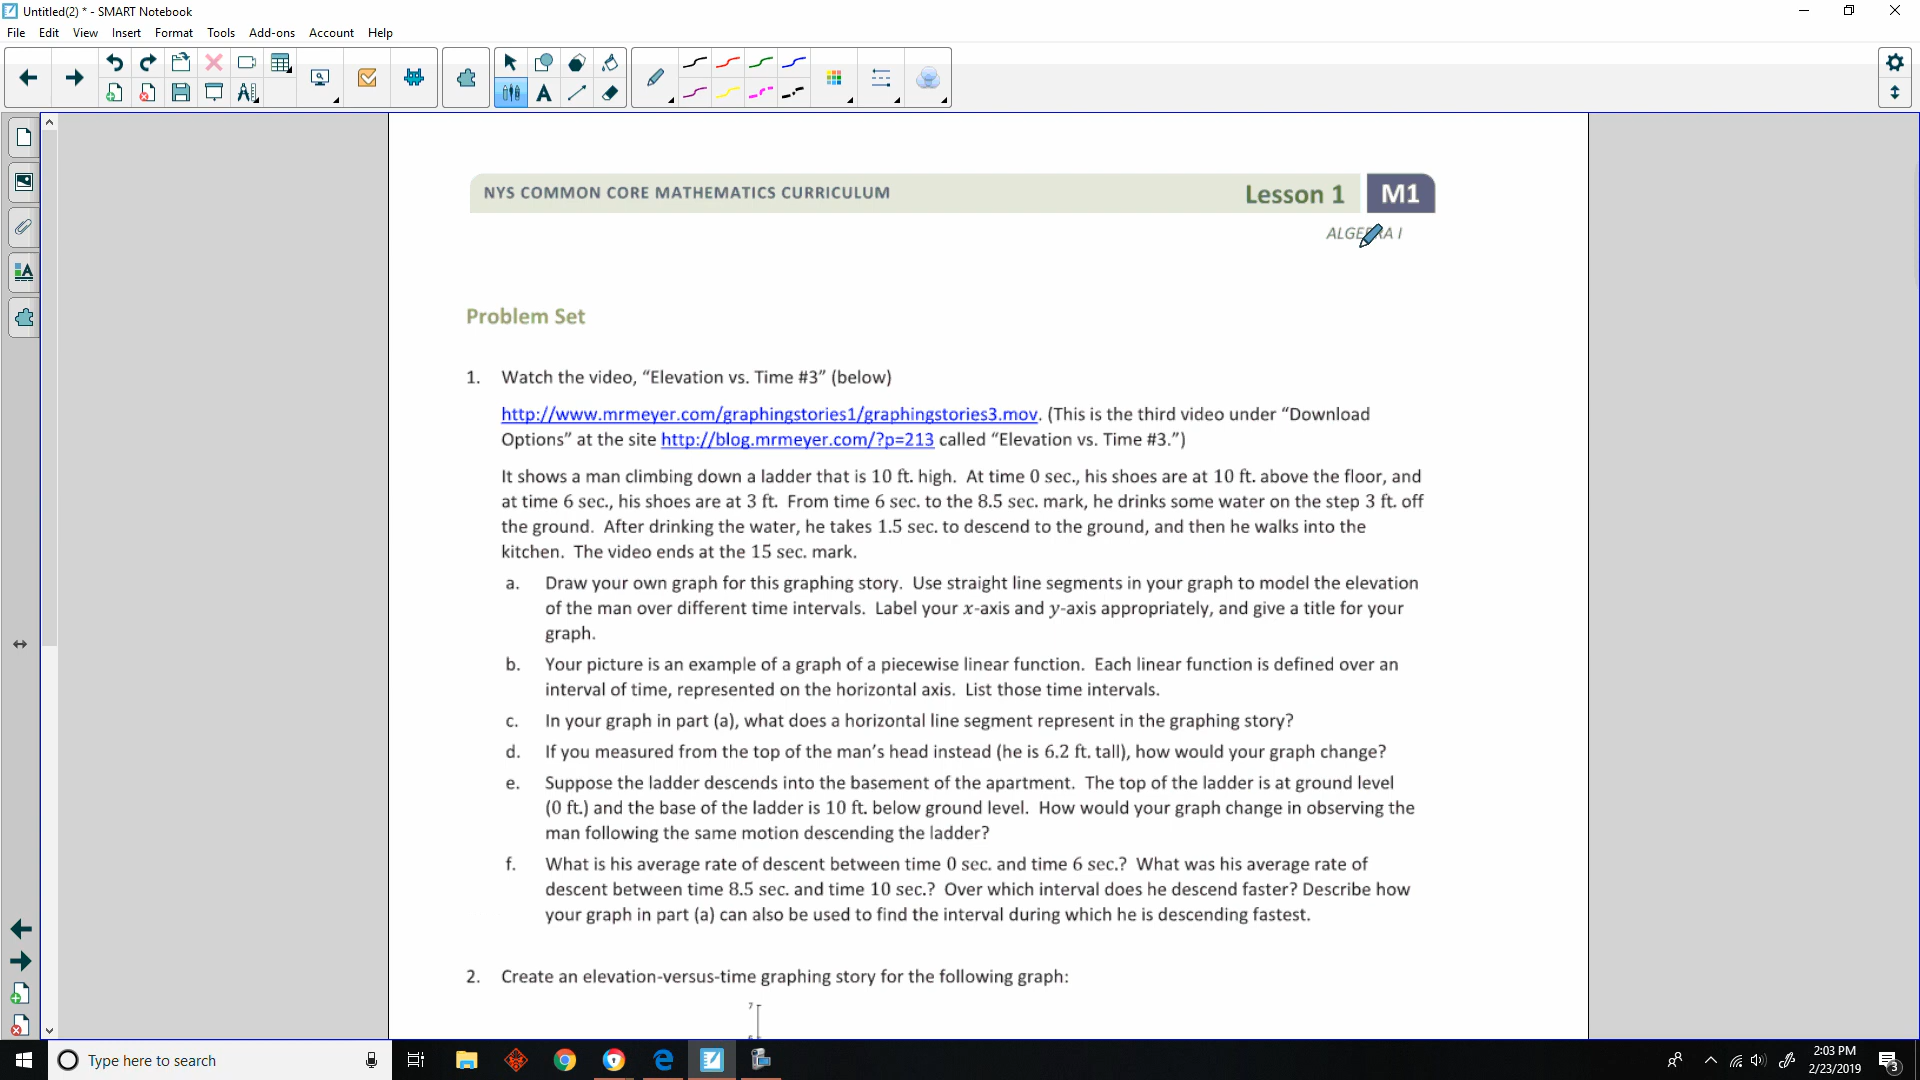 Untitled(2) * - SMART Notebook
File Edit View Insert Format Tools Add-ons Account Help
NYS COMMON CORE MATHEMATICS CURRICULUM Lesson 1 M1
ALGEBRA I
Problem Set
1. Watch the video, “Elevation vs. Time #3” (below)
http://www.mrmeyer.com/graphingstories1/graphingstories3.mov. (This is the third video under “Download
Options” at the site http://blog.mrmeyer.com/?p=213 called “Elevation vs. Time #3.”)
It shows a man climbing down a ladder that is 10 ft. high. At time 0 sec., his shoes are at 10 ft. above the floor, and
at time 6 sec., his shoes are at 3 ft. From time 6 sec. to the 8.5 sec. mark, he drinks some water on the step 3 ft. off
the ground. After drinking the water, he takes 1.5 sec. to descend to the ground, and then he walks into the
kitchen. The video ends at the 15 sec. mark.
a. Draw your own graph for this graphing story. Use straight line segments in your graph to model the elevation
of the man over different time intervals. Label your x-axis and y-axis appropriately, and give a title for your
graph.
b. Your picture is an example of a graph of a piecewise linear function. Each linear function is defined over an
interval of time, represented on the horizontal axis. List those time intervals.
c. In your graph in part (a), what does a horizontal line segment represent in the graphing story?
d. If you measured from the top of the man’s head instead (he is 6.2 ft. tall), how would your graph change?
e. Suppose the ladder descends into the basement of the apartment. The top of the ladder is at ground level
(0 ft.) and the base of the ladder is 10 ft. below ground level. How would your graph change in observing the
man following the same motion descending the ladder?
f. What is his average rate of descent between time 0 sec. and time 6 sec.? What was his average rate of
descent between time 8.5 sec. and time 10 sec.? Over which interval does he descend faster? Describe how
your graph in part (a) can also be used to find the interval during which he is descending fastest.
2. Create an elevation-versus-time graphing story for the following graph:
7
Type here to search
2:03 PM
2/23/2019
3